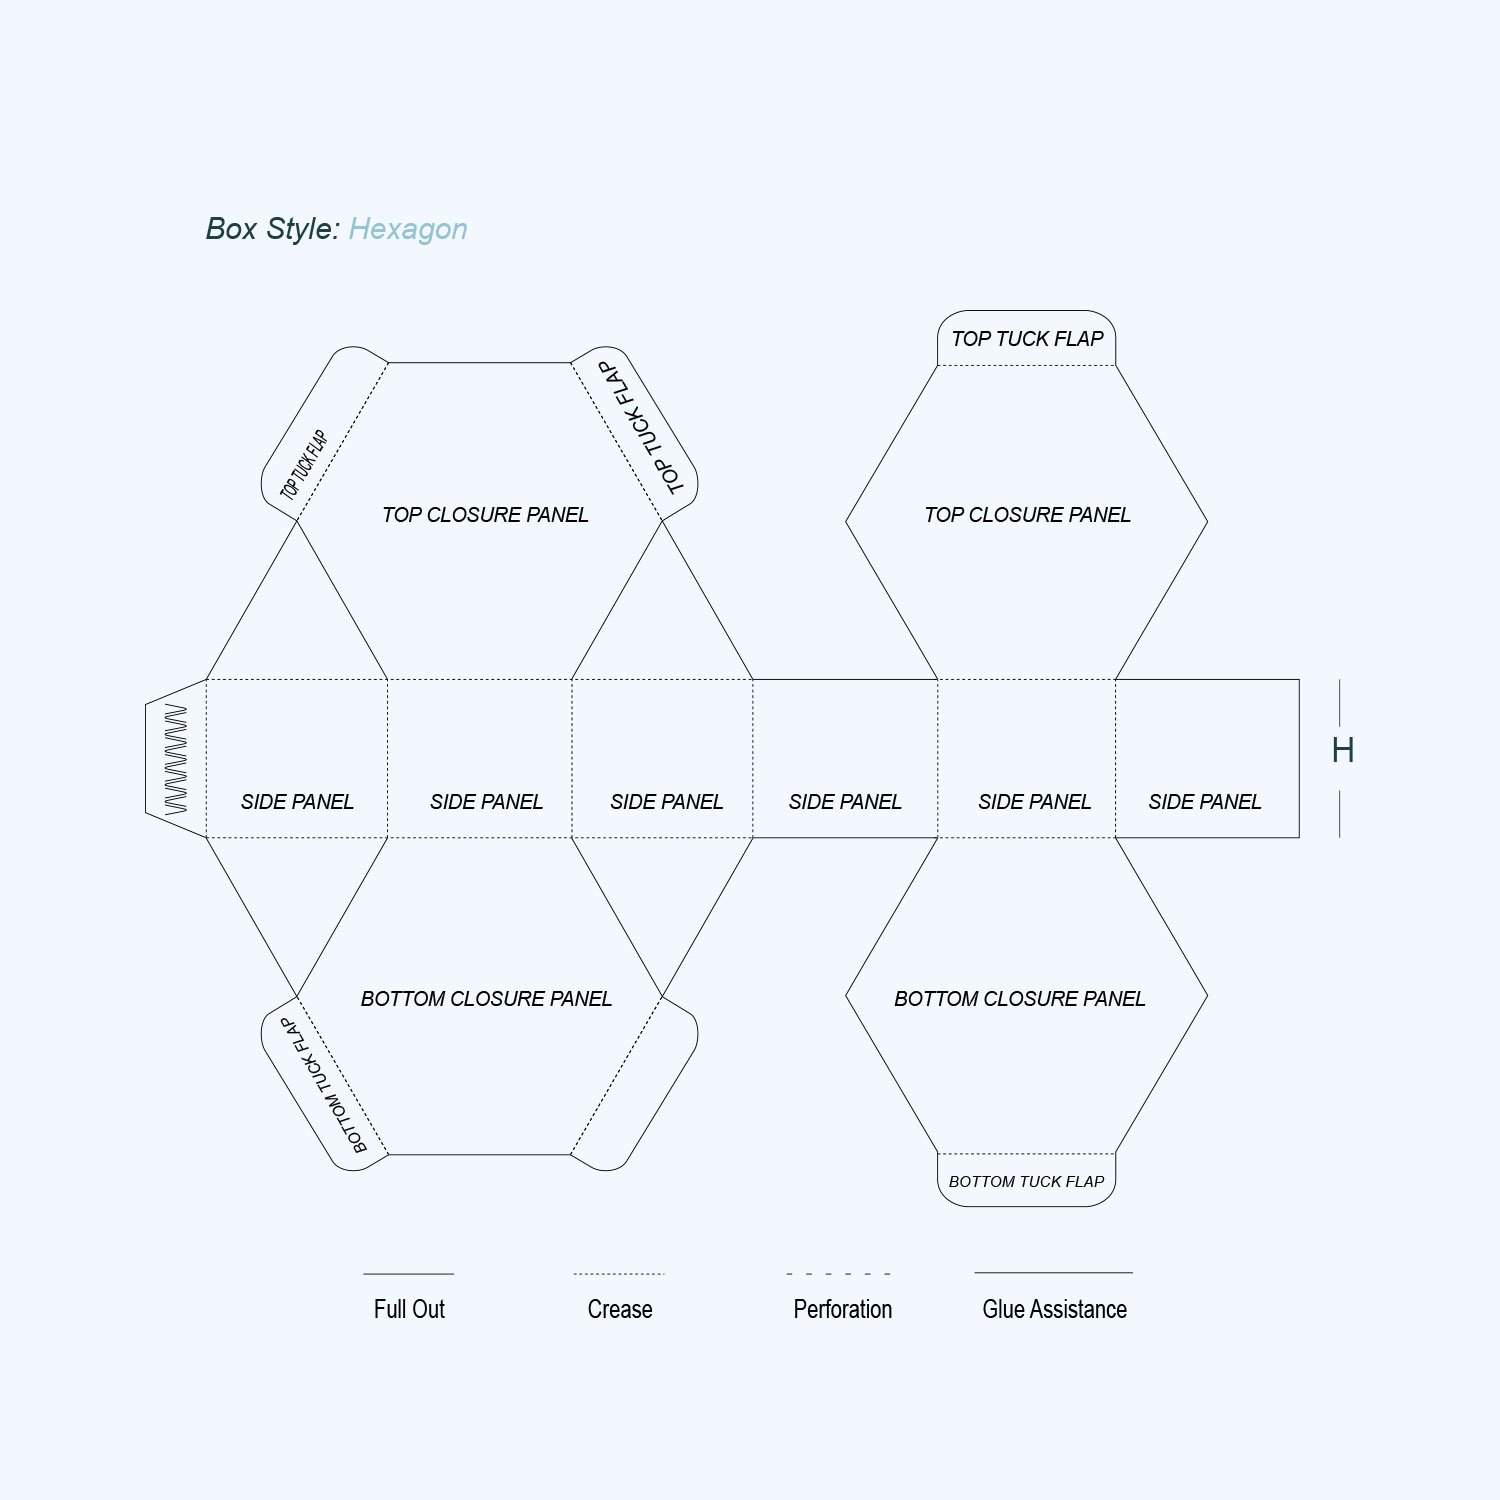 Box Style: Hexagon
TOP TUCK FLAP
TOP TUCK FLAP
TOP TUCK FLAP
TOP CLOSURE PANEL
TOP CLOSURE PANEL
H
SIDE PANEL
SIDE PANEL
SIDE PANEL
SIDE PANEL
SIDE PANEL
SIDE PANEL
BOTTOM CLOSURE PANEL
BOTTOM CLOSURE PANEL
BOTTOM TUCK FLAP
BOTTOM TUCK FLAP
Full Out
Crease
Perforation
Glue Assistance